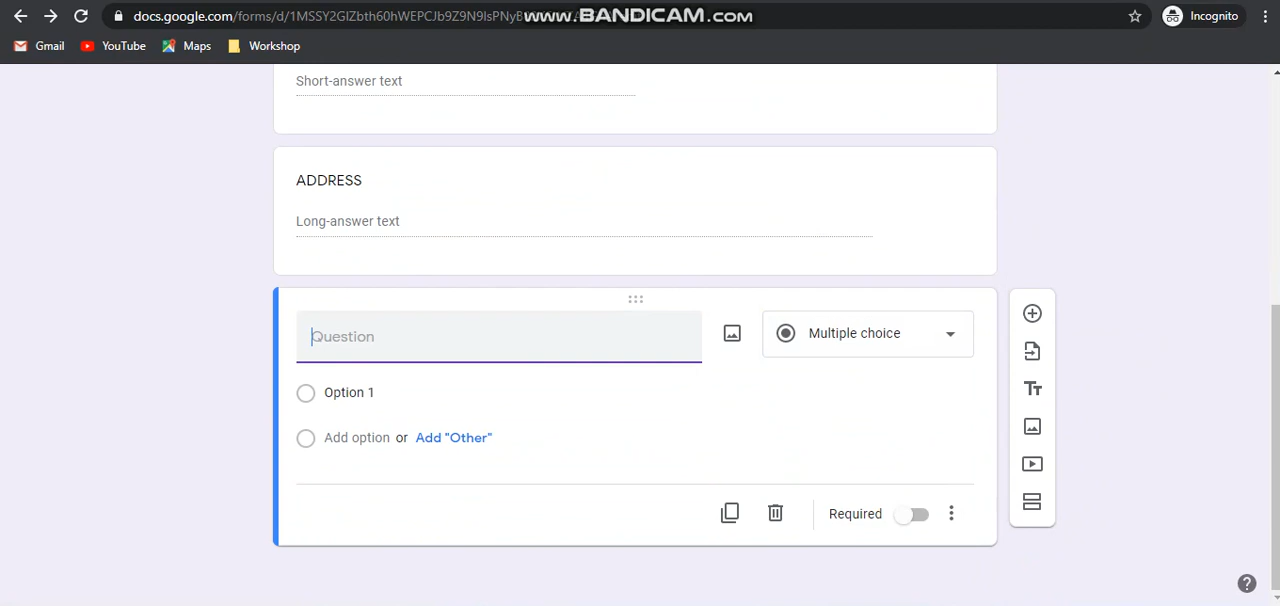 docs.google.com/forms/d/1MSSY2GIZbth60hWEPCJb9Z9N9IsPNyB
www.BANDICAM.com
Incognito
Gmail YouTube Maps Workshop
Short-answer text
ADDRESS
Long-answer text
Question
Multiple choice
Option 1
Add option or Add "Other"
Required